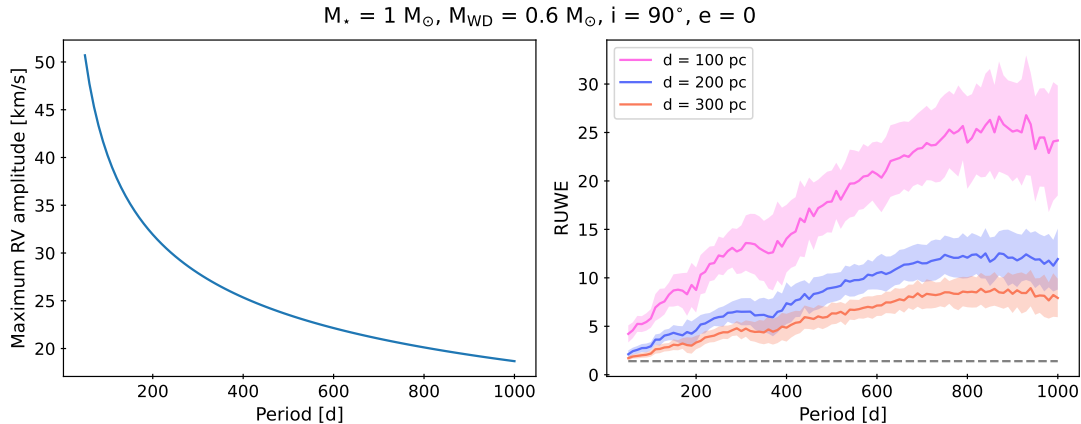 M⋆ = 1 M☉, M_WD = 0.6 M☉, i = 90°, e = 0
Maximum RV amplitude [km/s]
50
45
40
35
30
25
20
200 400 600 800 1000
Period [d]
RUWE
30
25
20
15
10
5
0
d = 100 pc
d = 200 pc
d = 300 pc
200 400 600 800 1000
Period [d]